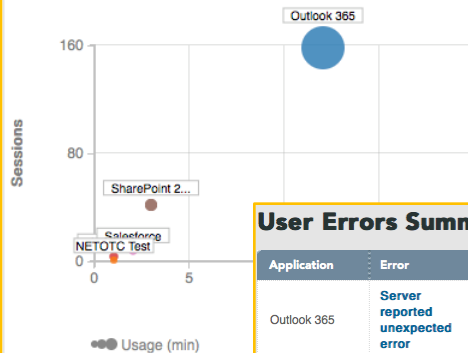 Outlook 365
160
Sessions
80
SharePoint 2...
Salesforce
NETOTC Test
0
0
5
Usage (min)
User Errors Summ
Application
Error
Outlook 365
Server
reported
unexpected
error